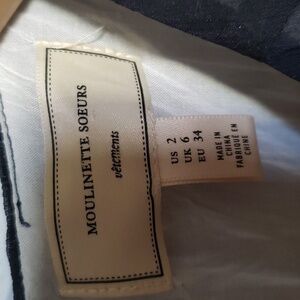 MOULINETTE SOEURS
vêtements
US 2
UK 6
EU 34
MADE IN
CHINA
FABRIQUÉ EN
CHINE